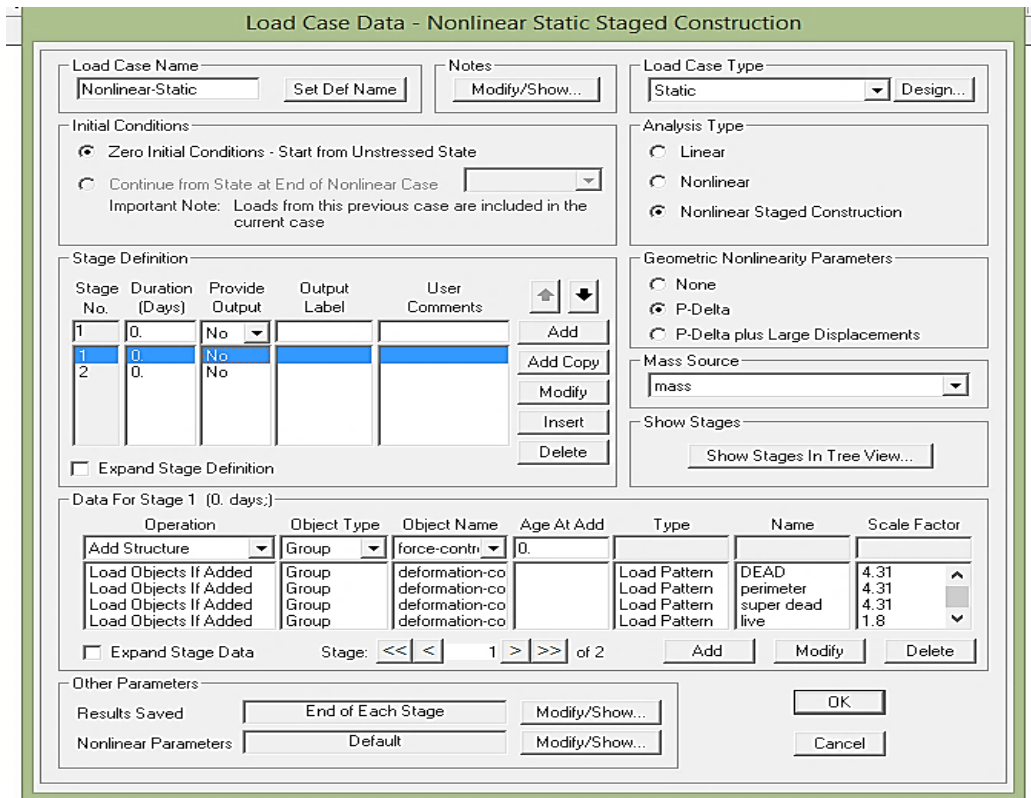 Load Case Data - Nonlinear Static Staged Construction
Load Case Name
Nonlinear-Static
Set Def Name
Notes
Modify/Show...
Load Case Type
Static
Design...
Initial Conditions
Zero Initial Conditions - Start from Unstressed State
Continue from State at End of Nonlinear Case
Important Note: Loads from this previous case are included in the
current case
Analysis Type
Linear
Nonlinear
Nonlinear Staged Construction
Stage Definition
Stage Duration Provide Output User
No. (Days) Output Label Comments
1 0. No
1 0. No
2 0. No
Add
Add Copy
Modify
Insert
Delete
Expand Stage Definition
Geometric Nonlinearity Parameters
None
P-Delta
P-Delta plus Large Displacements
Mass Source
mass
Show Stages
Show Stages In Tree View...
Data For Stage 1 (0. days;)
Operation Object Type Object Name Age At Add Type Name Scale Factor
Add Structure Group force-contr 0.
Load Objects If Added Group deformation-co Load Pattern DEAD 4.31
Load Objects If Added Group deformation-co Load Pattern perimeter 4.31
Load Objects If Added Group deformation-co Load Pattern super dead 4.31
Load Objects If Added Group deformation-co Load Pattern live 1.8
Expand Stage Data Stage: << < 1 > >> of 2 Add Modify Delete
Other Parameters
Results Saved End of Each Stage Modify/Show...
Nonlinear Parameters Default Modify/Show...
OK
Cancel